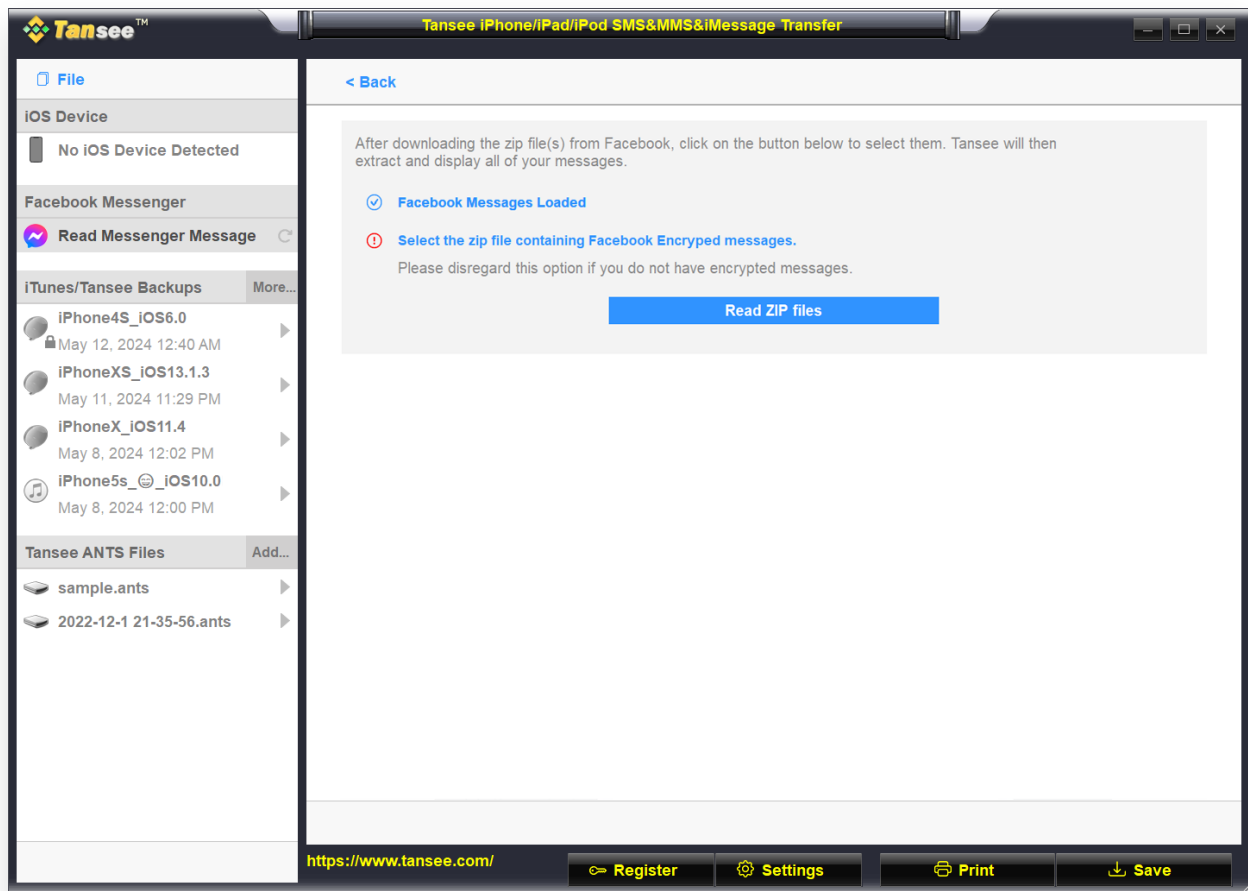 Tansee™
Tansee iPhone/iPad/iPod SMS&MMS&iMessage Transfer
File
< Back
iOS Device
No iOS Device Detected
After downloading the zip file(s) from Facebook, click on the button below to select them. Tansee will then
extract and display all of your messages.
Facebook Messages Loaded
Facebook Messenger
Read Messenger Message
Select the zip file containing Facebook Encryped messages.
Please disregard this option if you do not have encrypted messages.
Read ZIP files
iTunes/Tansee Backups More...
iPhone4S_iOS6.0
May 12, 2024 12:40 AM
iPhoneXS_iOS13.1.3
May 11, 2024 11:29 PM
iPhoneX_iOS11.4
May 8, 2024 12:02 PM
iPhone5s_😁_iOS10.0
May 8, 2024 12:00 PM
Tansee ANTS Files Add...
sample.ants
2022-12-1 21-35-56.ants
https://www.tansee.com/
Register Settings Print Save